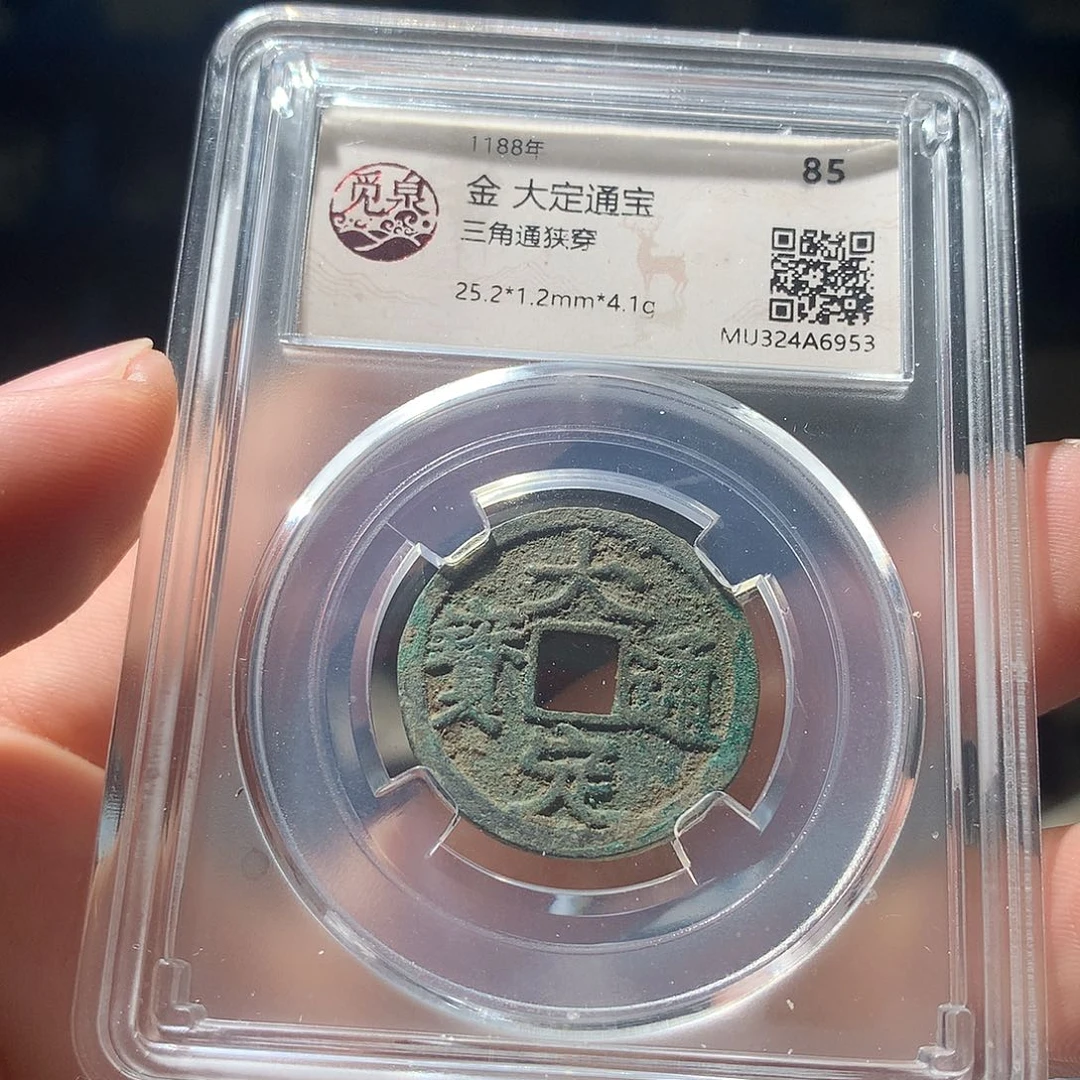 1188年
85
觅泉
金 大定通宝
三角通狭穿
25.2*1.2mm*4.1g
MU324A6953
大
寶 通
定